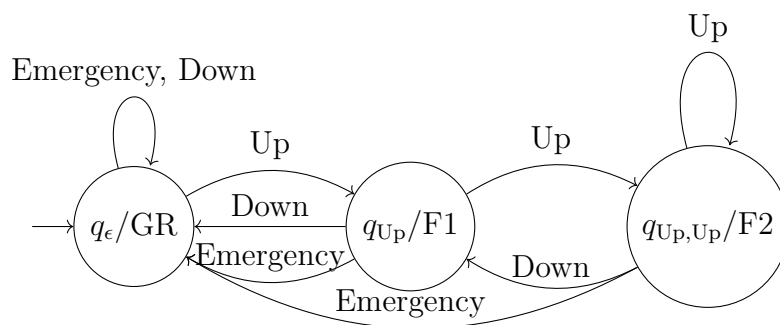 Up
Emergency, Down
Up
Up
Down
q_ϵ/GR
q_Up/F1
q_Up,Up/F2
Emergency
Down
Emergency